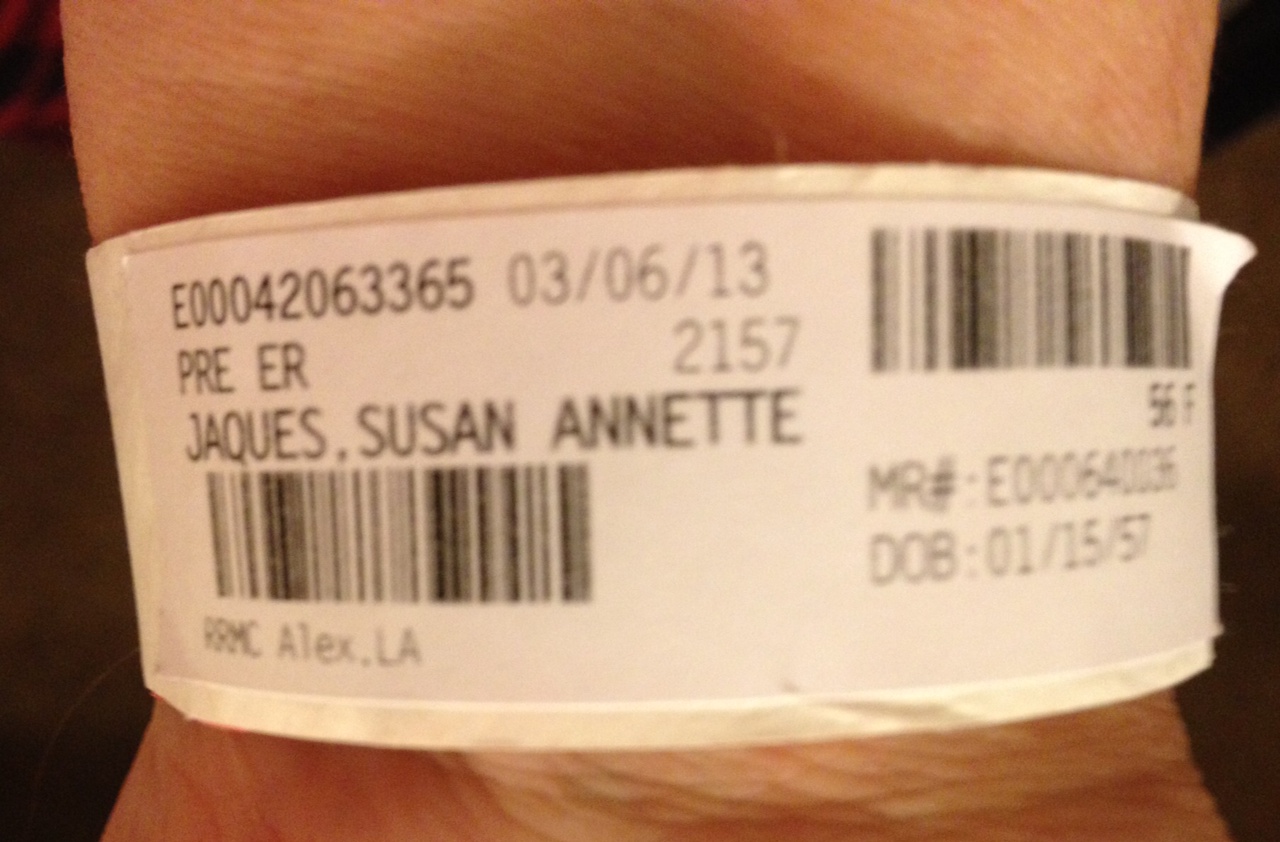 E00042063365 03/06/13
PRE ER 2157
JAQUES,SUSAN ANNETTE
RRMC Alex.LA
56 F
MR#:E000640036
DOB:01/15/57